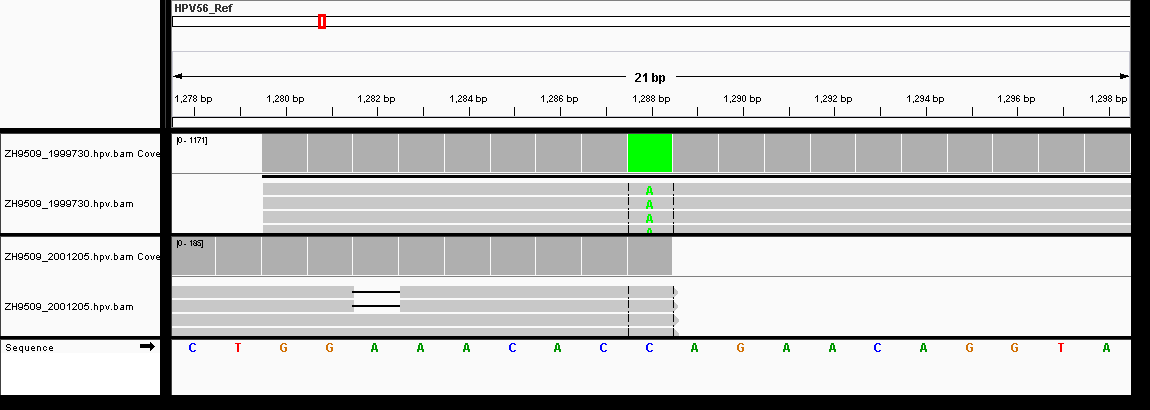 HPV56_Ref
21 bp
1,278 bp 1,280 bp 1,282 bp 1,284 bp 1,286 bp 1,288 bp 1,290 bp 1,292 bp 1,294 bp 1,296 bp 1,298 bp
[0 - 1171]
ZH9509_1999730.hpv.bam Cove
A
ZH9509_1999730.hpv.bam
A
A
A
[0 - 185]
ZH9509_2001205.hpv.bam Cove
ZH9509_2001205.hpv.bam
Sequence C T G G A A A C A C C A G A A C A G G T A